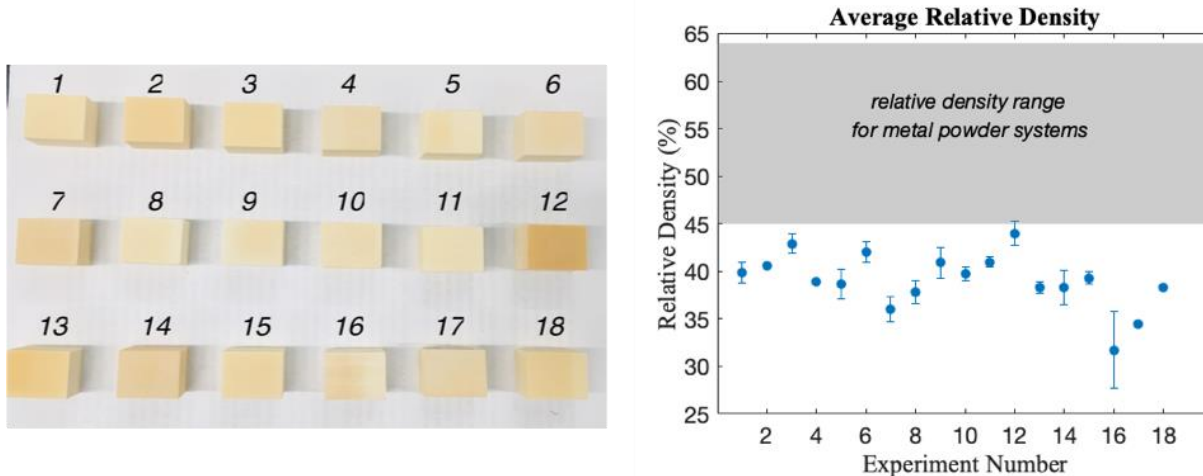 1 2 3 4 5 6
7 8 9 10 11 12
13 14 15 16 17 18
Average Relative Density
65
60
55
50
45
40
35
30
25
Relative Density (%)
relative density range
for metal powder systems
2 4 6 8 10 12 14 16 18
Experiment Number